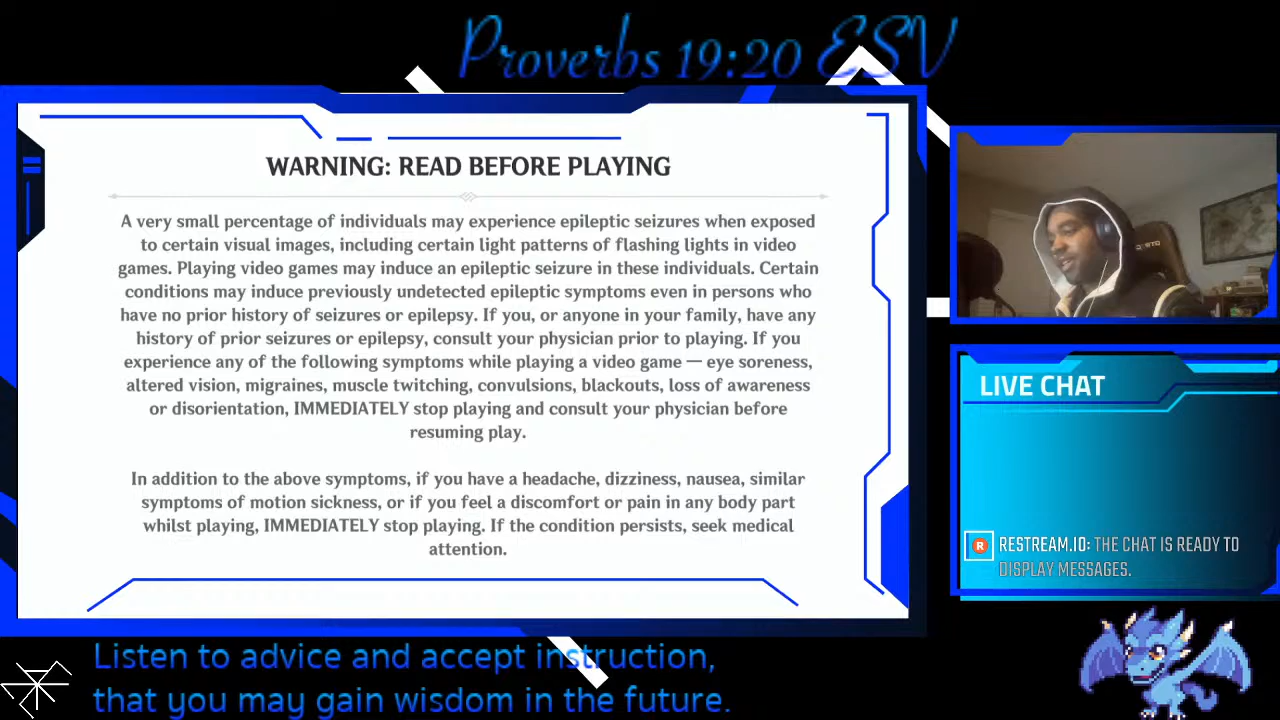 Proverbs 19:20 ESV
WARNING: READ BEFORE PLAYING
A very small percentage of individuals may experience epileptic seizures when exposed
to certain visual images, including certain light patterns of flashing lights in video
games. Playing video games may induce an epileptic seizure in these individuals. Certain
conditions may induce previously undetected epileptic symptoms even in persons who
have no prior history of seizures or epilepsy. If you, or anyone in your family, have any
history of prior seizures or epilepsy, consult your physician prior to playing. If you
experience any of the following symptoms while playing a video game — eye soreness,
altered vision, migraines, muscle twitching, convulsions, blackouts, loss of awareness
or disorientation, IMMEDIATELY stop playing and consult your physician before
resuming play.
In addition to the above symptoms, if you have a headache, dizziness, nausea, similar
symptoms of motion sickness, or if you feel a discomfort or pain in any body part
whilst playing, IMMEDIATELY stop playing. If the condition persists, seek medical
attention.
LIVE CHAT
R RESTREAM.IO: THE CHAT IS READY TO
DISPLAY MESSAGES.
Listen to advice and accept instruction,
that you may gain wisdom in the future.